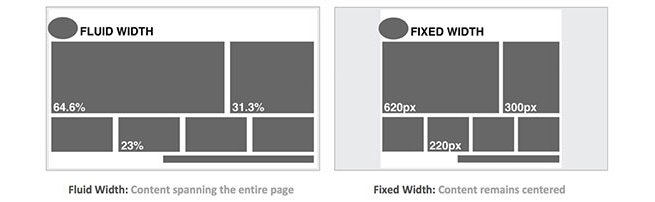 FLUID WIDTH
64.6%
31.3%
23%
Fluid Width: Content spanning the entire page
FIXED WIDTH
620px
300px
220px
Fixed Width: Content remains centered